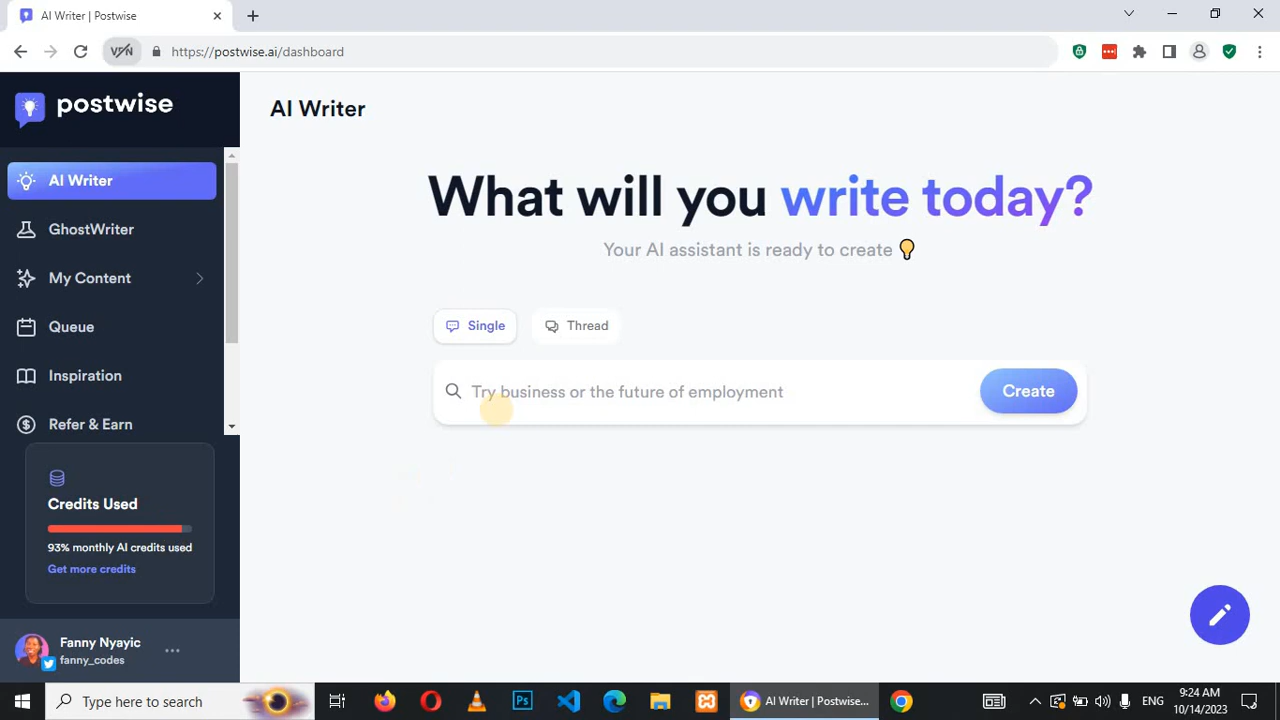 AI Writer | Postwise
VPN
https://postwise.ai/dashboard
postwise
AI Writer
AI Writer
GhostWriter
My Content
Queue
Inspiration
Refer & Earn
Credits Used
93% monthly AI credits used
Get more credits
Fanny Nyayic
fanny_codes
What will you write today?
Your AI assistant is ready to create
Single
Thread
Try business or the future of employment
Create
Type here to search
Ps
AI Writer | Postwise...
ENG
9:24 AM
10/14/2023